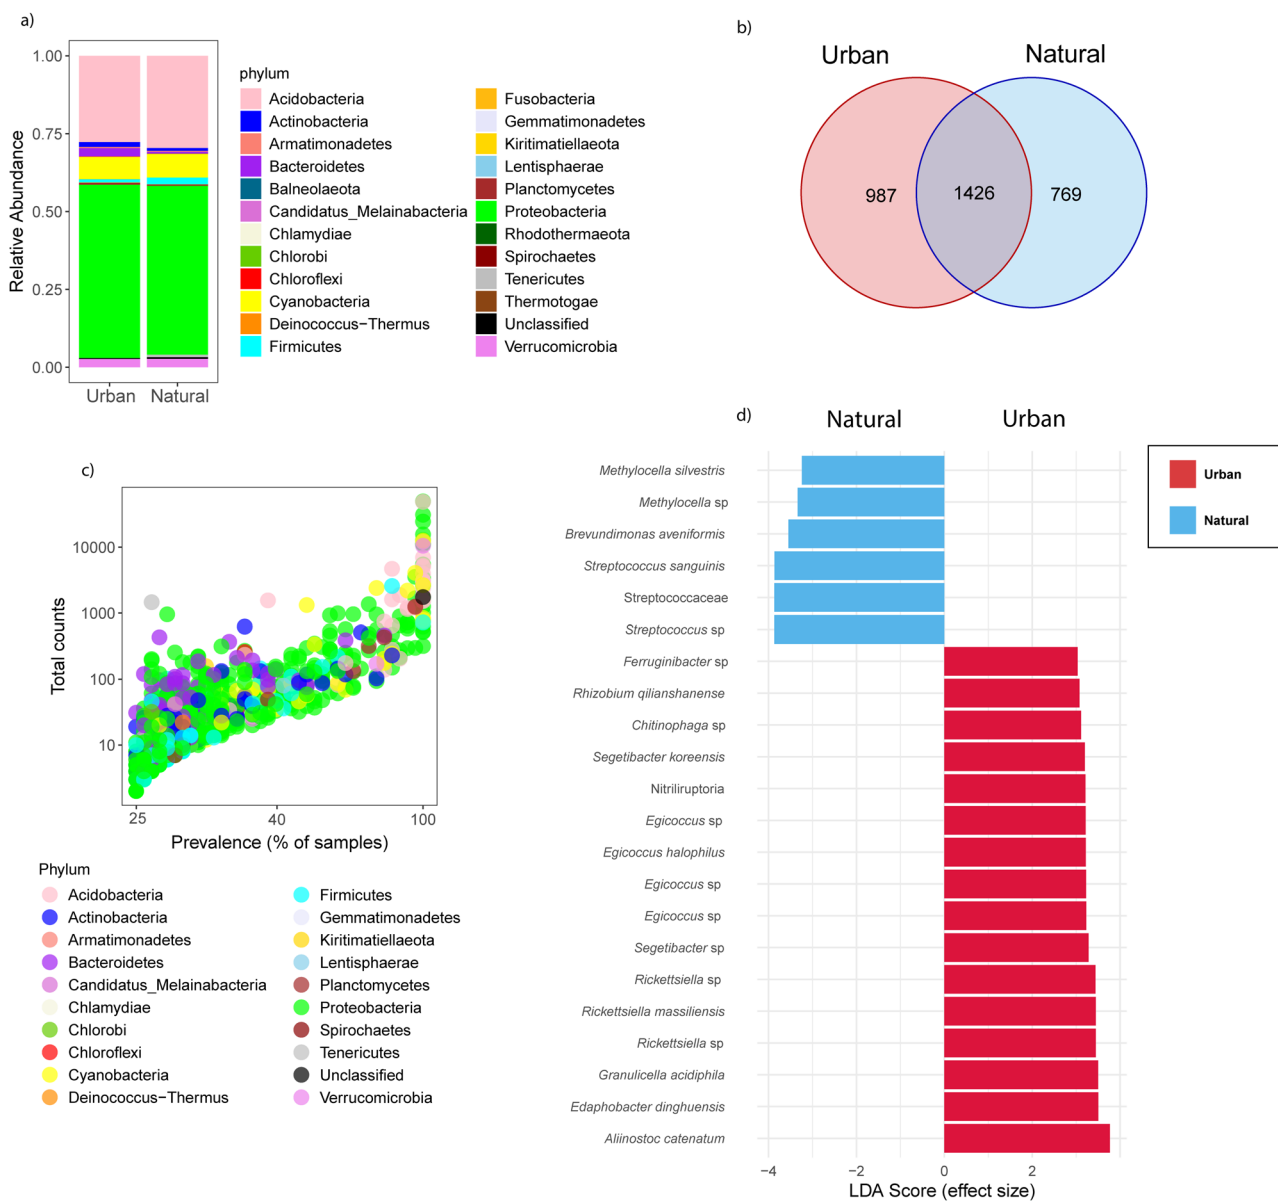 a)
1.00
0.75
0.50
0.25
0.00
Relative Abundance
Urban Natural
phylum
Acidobacteria
Actinobacteria
Armatimonadetes
Bacteroidetes
Balneolaeota
Candidatus_Melainabacteria
Chlamydiae
Chlorobi
Chloroflexi
Cyanobacteria
Deinococcus−Thermus
Firmicutes
Fusobacteria
Gemmatimonadetes
Kiritimatiellaeota
Lentisphaerae
Planctomycetes
Proteobacteria
Rhodothermaeota
Spirochaetes
Tenericutes
Thermotogae
Unclassified
Verrucomicrobia
b)
Urban Natural
987 1426 769
c)
10000
1000
100
10
Total counts
25 40 100
Prevalence (% of samples)
Phylum
Acidobacteria
Actinobacteria
Armatimonadetes
Bacteroidetes
Candidatus_Melainabacteria
Chlamydiae
Chlorobi
Chloroflexi
Cyanobacteria
Deinococcus−Thermus
Firmicutes
Gemmatimonadetes
Kiritimatiellaeota
Lentisphaerae
Planctomycetes
Proteobacteria
Spirochaetes
Tenericutes
Unclassified
Verrucomicrobia
d)
Natural Urban
Methylocella silvestris
Methylocella sp
Brevundimonas aveniformis
Streptococcus sanguinis
Streptococcaceae
Streptococcus sp
Ferruginibacter sp
Rhizobium qilianshanense
Chitinophaga sp
Segetibacter koreensis
Nitriliruptoria
Egicoccus sp
Egicoccus halophilus
Egicoccus sp
Egicoccus sp
Segetibacter sp
Rickettsiella sp
Rickettsiella massiliensis
Rickettsiella sp
Granulicella acidiphila
Edaphobacter dinghuensis
Aliinostoc catenatum
−4 −2 0 2
LDA Score (effect size)
Urban
Natural